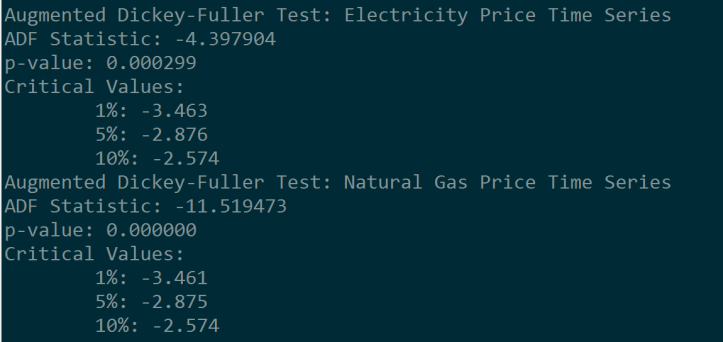 Augmented Dickey-Fuller Test: Electricity Price Time Series
ADF Statistic: -4.397904
p-value: 0.000299
Critical Values:
1%: -3.463
5%: -2.876
10%: -2.574
Augmented Dickey-Fuller Test: Natural Gas Price Time Series
ADF Statistic: -11.519473
p-value: 0.000000
Critical Values:
1%: -3.461
5%: -2.875
10%: -2.574